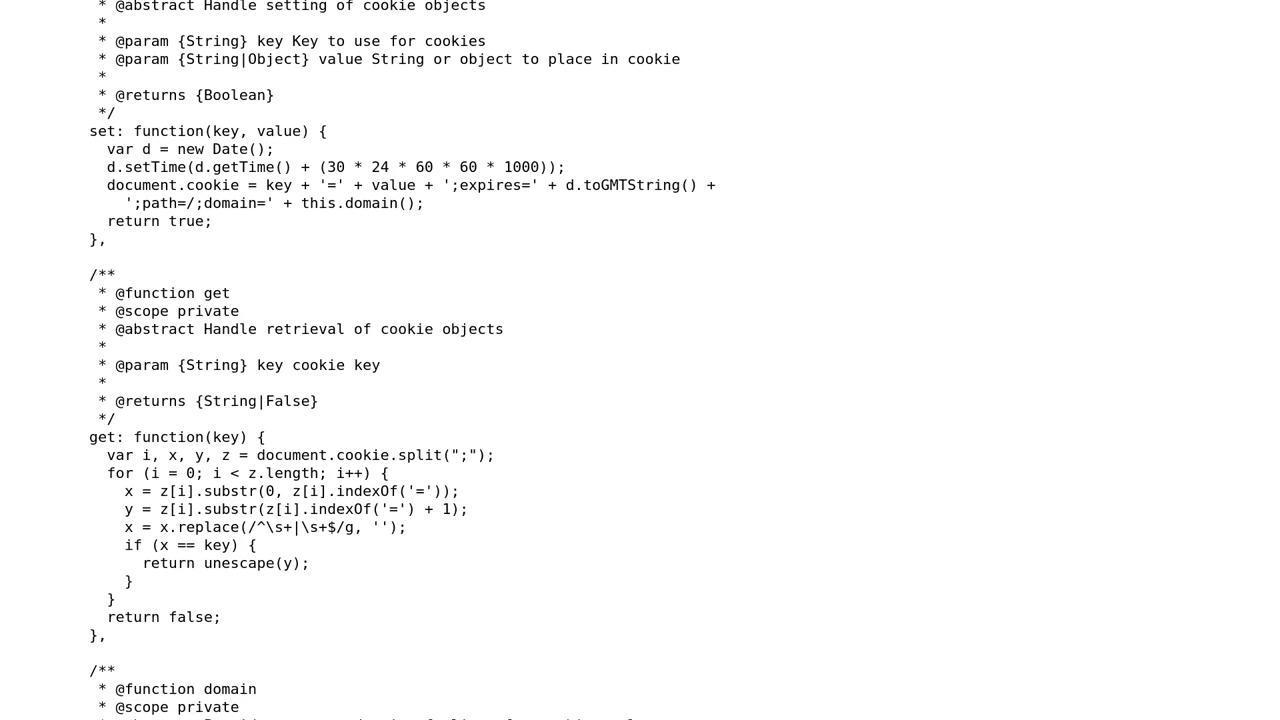 * @abstract Handle setting of cookie objects
 *
 * @param {String} key Key to use for cookies
 * @param {String|Object} value String or object to place in cookie
 *
 * @returns {Boolean}
 */
set: function(key, value) {
  var d = new Date();
  d.setTime(d.getTime() + (30 * 24 * 60 * 60 * 1000));
  document.cookie = key + '=' + value + ';expires=' + d.toGMTString() +
    ';path=/;domain=' + this.domain();
  return true;
},

/**
 * @function get
 * @scope private
 * @abstract Handle retrieval of cookie objects
 *
 * @param {String} key cookie key
 *
 * @returns {String|False}
 */
get: function(key) {
  var i, x, y, z = document.cookie.split(";");
  for (i = 0; i < z.length; i++) {
    x = z[i].substr(0, z[i].indexOf('='));
    y = z[i].substr(z[i].indexOf('=') + 1);
    x = x.replace(/^\s+|\s+$/g, '');
    if (x == key) {
      return unescape(y);
    }
  }
  return false;
},

/**
 * @function domain
 * @scope private